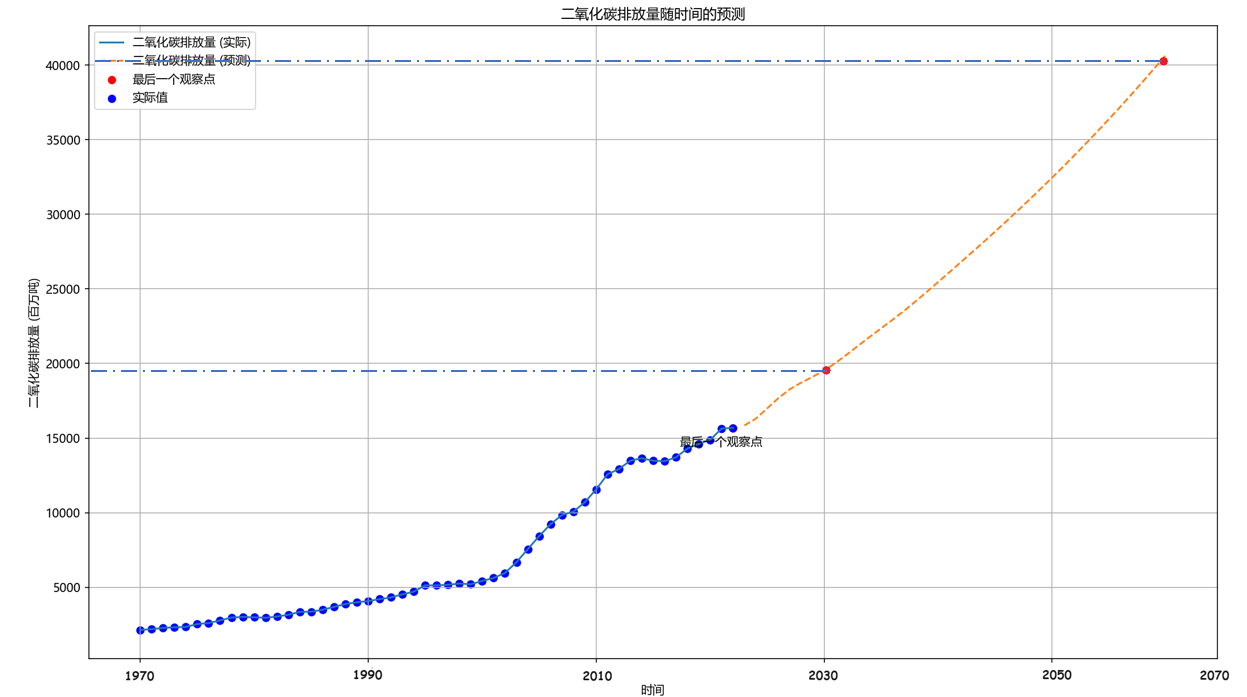 二氧化碳排放量随时间的预测
二氧化碳排放量 (实际)
二氧化碳排放量 (预测)
最后一个观察点
实际值
40000
35000
30000
25000
20000
15000
10000
5000
二氧化碳排放量 (百万吨)
最后一个观察点
1970
1990
2010
2030
2050
2070
时间